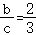 b/c = 2/3